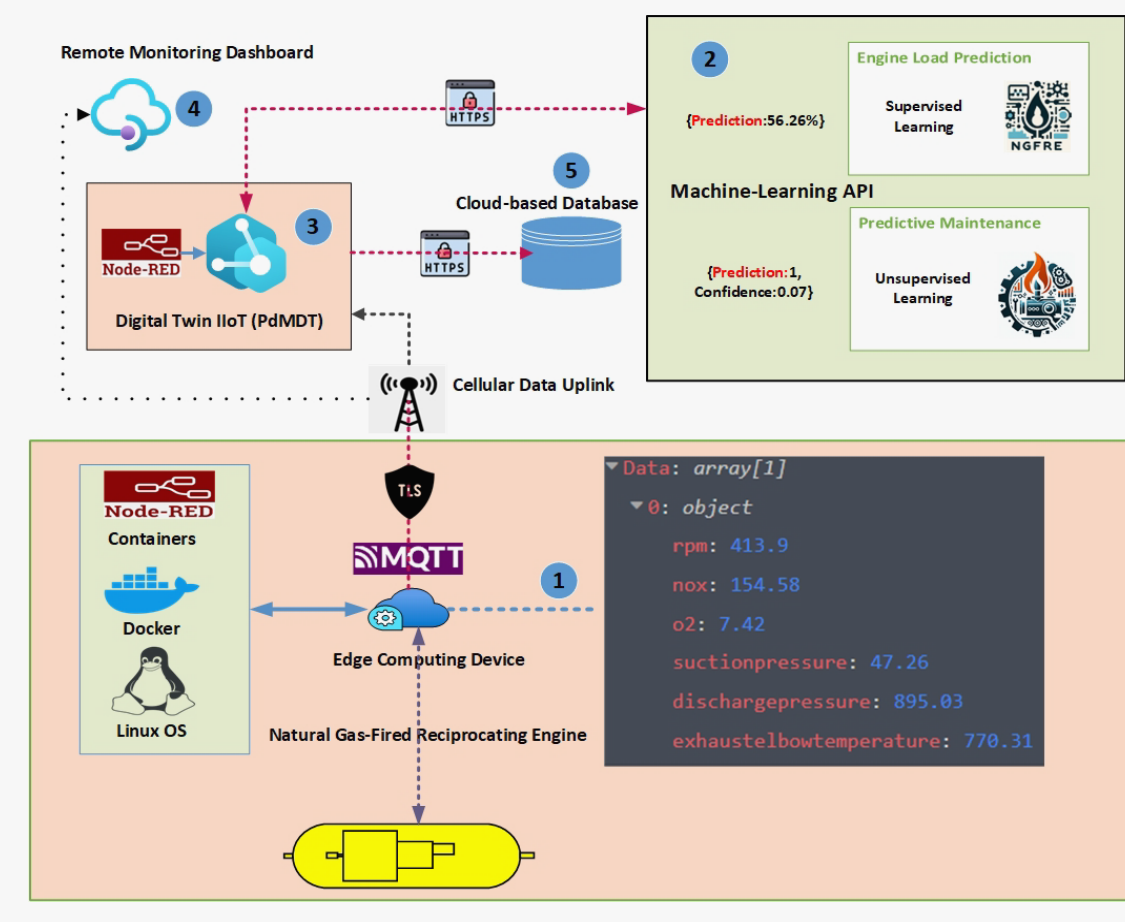 Remote Monitoring Dashboard
4
HTTPS
5
Cloud-based Database
3
Node-RED
HTTPS
Digital Twin IIoT (PdMDT)
2
Engine Load Prediction
{Prediction:56.26%}
Supervised
Learning
NGFRE
Machine-Learning API
Predictive Maintenance
{Prediction:1,
Confidence:0.07}
Unsupervised
Learning
Cellular Data Uplink
Node-RED
Containers
Docker
Linux OS
TLS
MQTT
1
Edge Computing Device
Natural Gas-Fired Reciprocating Engine
Data: array[1]
0: object
rpm: 413.9
nox: 154.58
o2: 7.42
suctionpressure: 47.26
dischargepressure: 895.03
exhaustelbowtemperature: 770.31